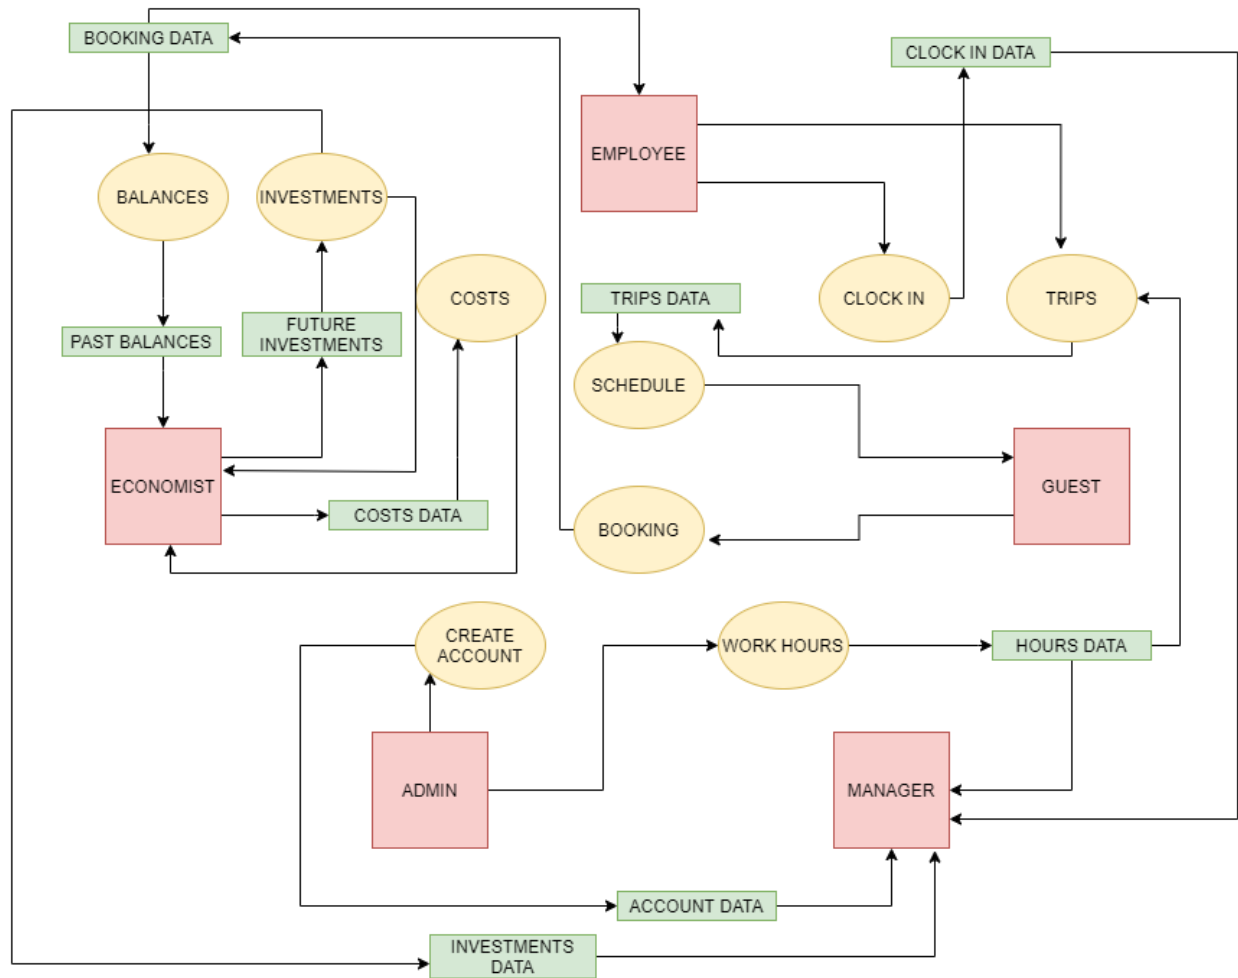 BOOKING DATA
CLOCK IN DATA
EMPLOYEE
BALANCES
INVESTMENTS
COSTS
TRIPS DATA
CLOCK IN
TRIPS
PAST BALANCES
FUTURE
INVESTMENTS
SCHEDULE
ECONOMIST
GUEST
COSTS DATA
BOOKING
CREATE
ACCOUNT
WORK HOURS
HOURS DATA
ADMIN
MANAGER
ACCOUNT DATA
INVESTMENTS
DATA